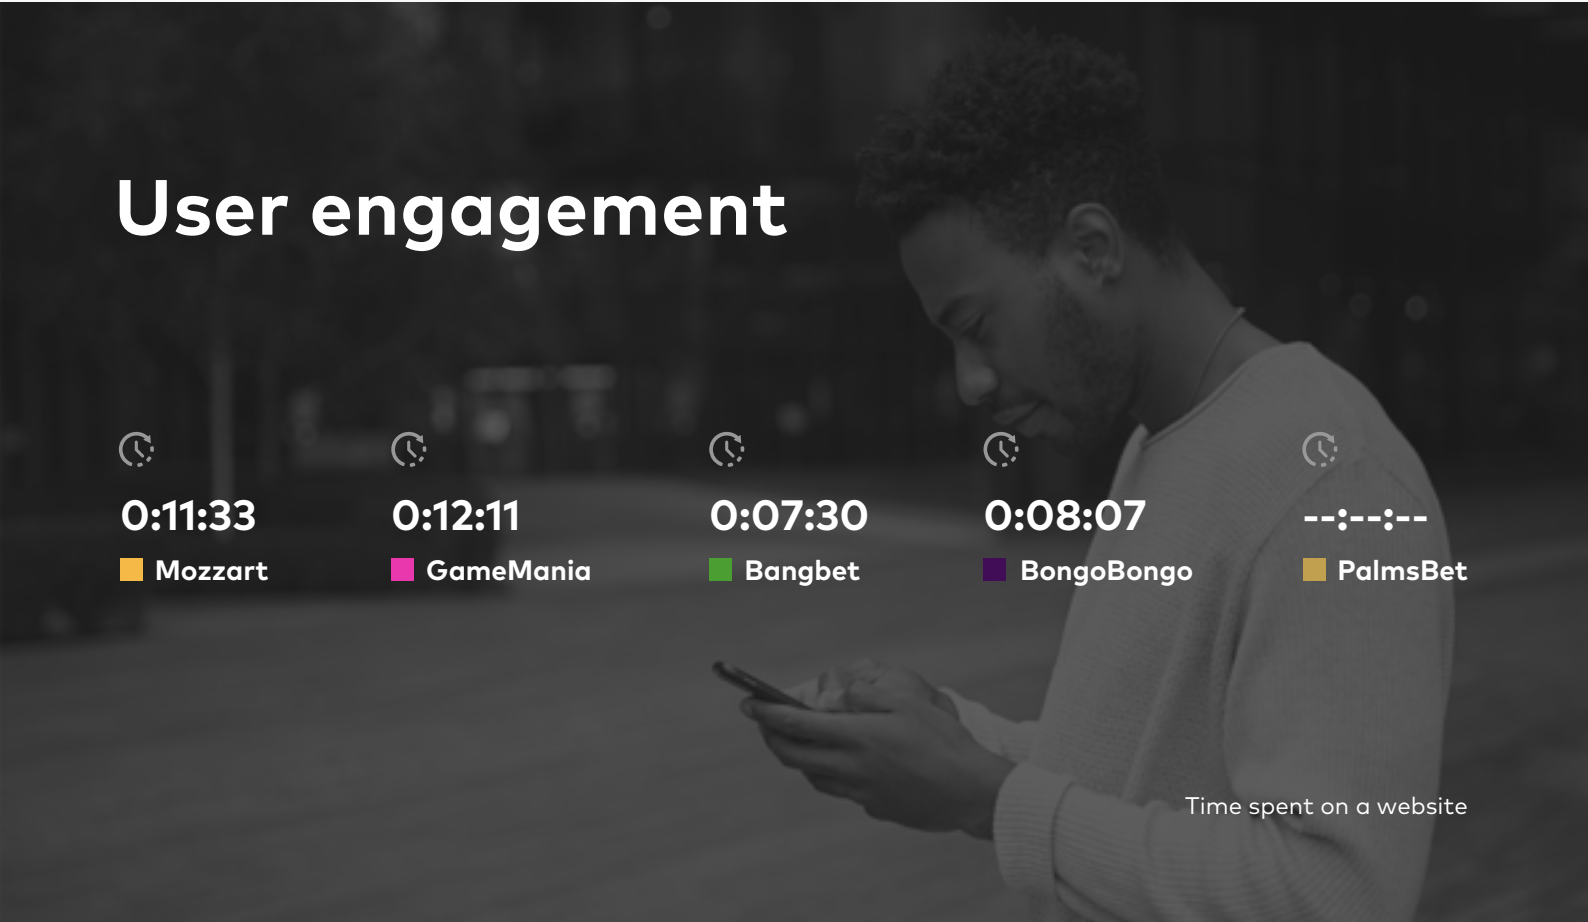 User engagement
0:11:33
Mozzart
0:12:11
GameMania
0:07:30
Bangbet
0:08:07
BongoBongo
--:--:--
PalmsBet
Time spent on a website